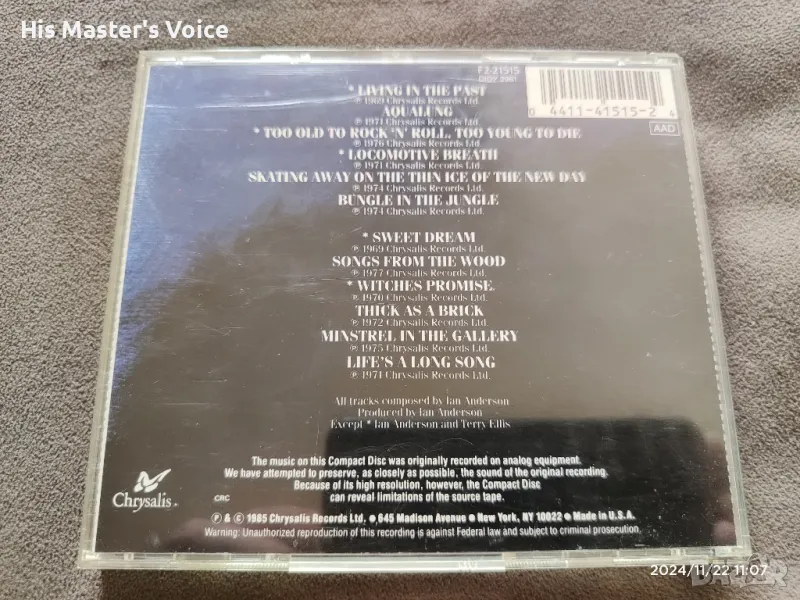 His Master's Voice
F2-21515
0 4411-41515-2 4
AAD
* LIVING IN THE PAST
℗ 1969 Chrysalis Records Ltd.
AQUALUNG
℗ 1971 Chrysalis Records Ltd.
* TOO OLD TO ROCK 'N' ROLL. TOO YOUNG TO DIE
℗ 1976 Chrysalis Records Ltd.
* LOCOMOTIVE BREATH
℗ 1971 Chrysalis Records Ltd.
SKATING AWAY ON THE THIN ICE OF THE NEW DAY
℗ 1974 Chrysalis Records Ltd.
BUNGLE IN THE JUNGLE
℗ 1974 Chrysalis Records Ltd.
* SWEET DREAM
℗ 1969 Chrysalis Records Ltd.
SONGS FROM THE WOOD
℗ 1977 Chrysalis Records Ltd.
* WITCHES PROMISE.
℗ 1970 Chrysalis Records Ltd.
THICK AS A BRICK
℗ 1972 Chrysalis Records Ltd.
MINSTREL IN THE GALLERY
℗ 1975 Chrysalis Records Ltd.
LIFE'S A LONG SONG
℗ 1971 Chrysalis Records Ltd.
All tracks composed by Ian Anderson
Produced by Ian Anderson
Except * Ian Anderson and Terry Ellis
The music on this Compact Disc was originally recorded on analog equipment.
We have attempted to preserve, as closely as possible, the sound of the original recording.
Because of its high resolution, however, the Compact Disc
can reveal limitations of the source tape.
Chrysalis
CRC
℗ & © 1985 Chrysalis Records Ltd. ● 645 Madison Avenue ● New York, NY 10022 ● Made in U.S.A.
Warning: Unauthorized reproduction of this recording is against Federal law and subject to criminal prosecution.
2024/11/22 11:07